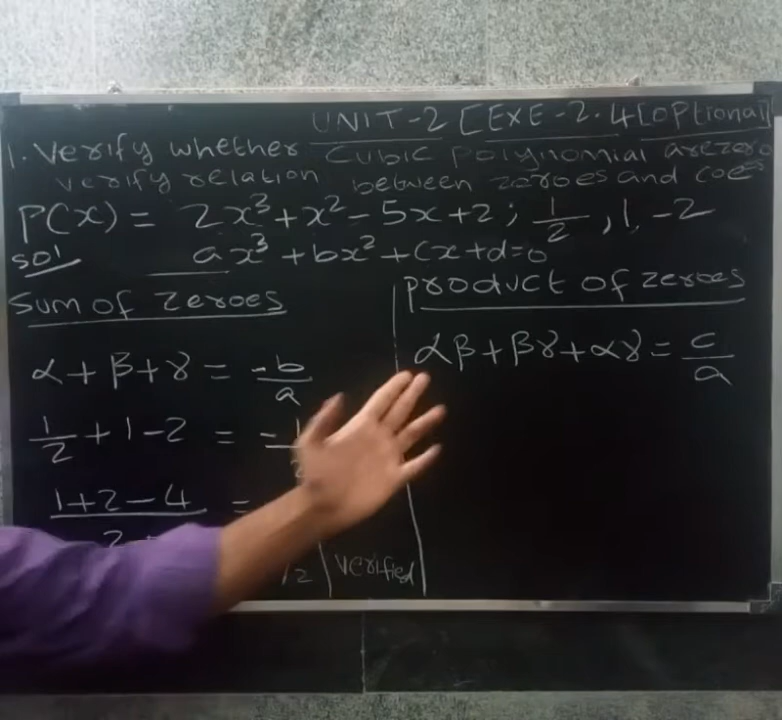 UNIT-2 [EXE-2.4[Optional]
1. Verify whether cubic polynomial are zero
verify relation between zeroes and coe
P(x) = 2x³+x²-5x+2; 1/2, 1, -2
Sol
ax³+bx²+cx+d=0
Sum of zeroes
α+β+γ = -b/a
1/2+1-2 =
1+2-4
verified
product of zeroes
αβ+βγ+αγ = c/a